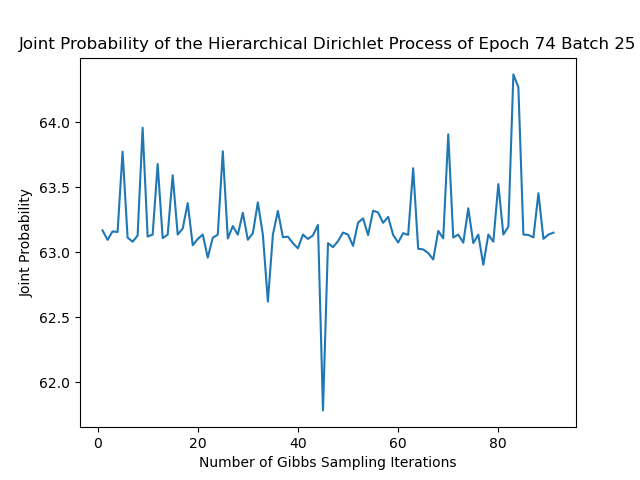 Joint Probability of the Hierarchical Dirichlet Process of Epoch 74 Batch 25
64.0
63.5
63.0
62.5
62.0
Joint Probability
0 20 40 60 80
Number of Gibbs Sampling Iterations